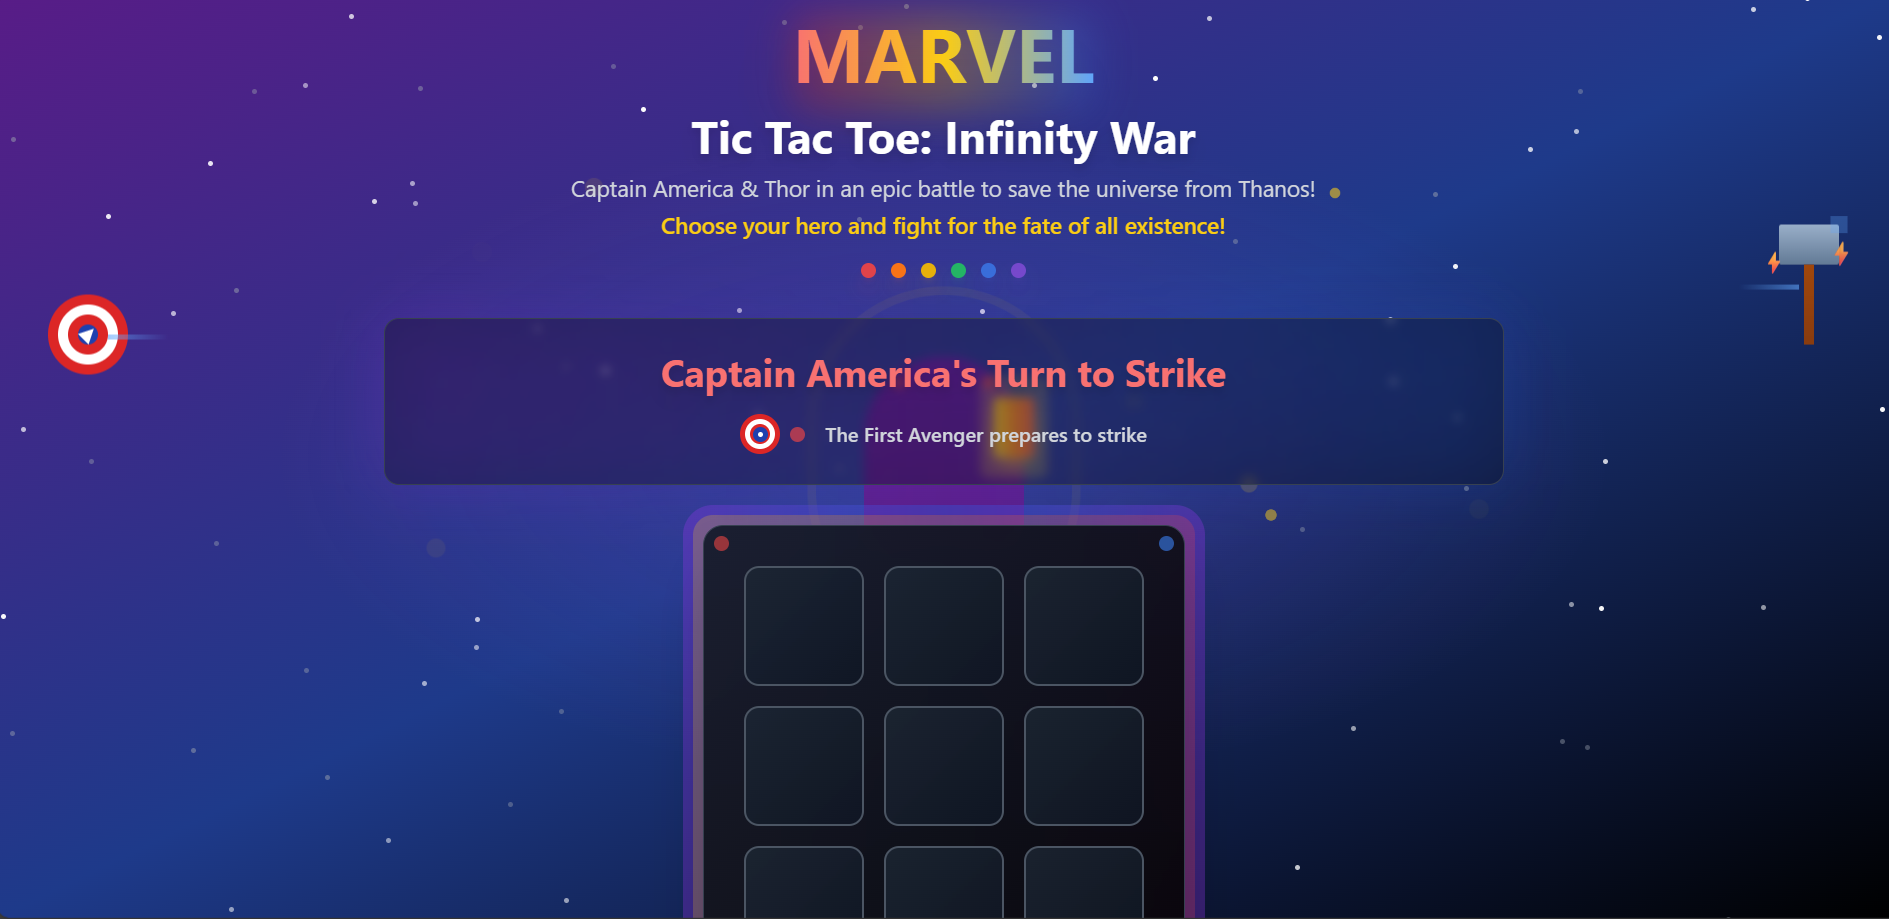 MARVEL
Tic Tac Toe: Infinity War
Captain America & Thor in an epic battle to save the universe from Thanos!
Choose your hero and fight for the fate of all existence!
Captain America's Turn to Strike
The First Avenger prepares to strike